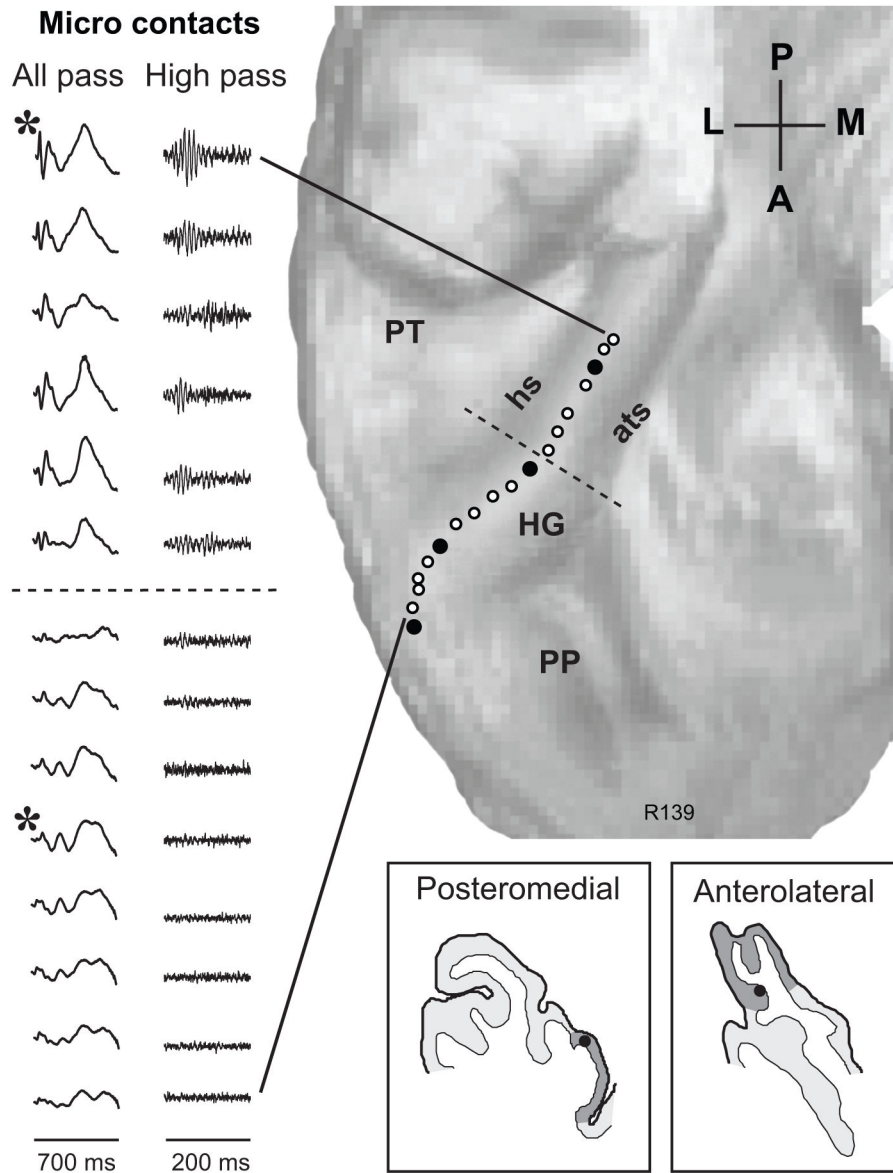 Micro contacts
All pass High pass
*
*
700 ms 200 ms
P
L M
A
PT
hs
ats
HG
PP
R139
Posteromedial
Anterolateral